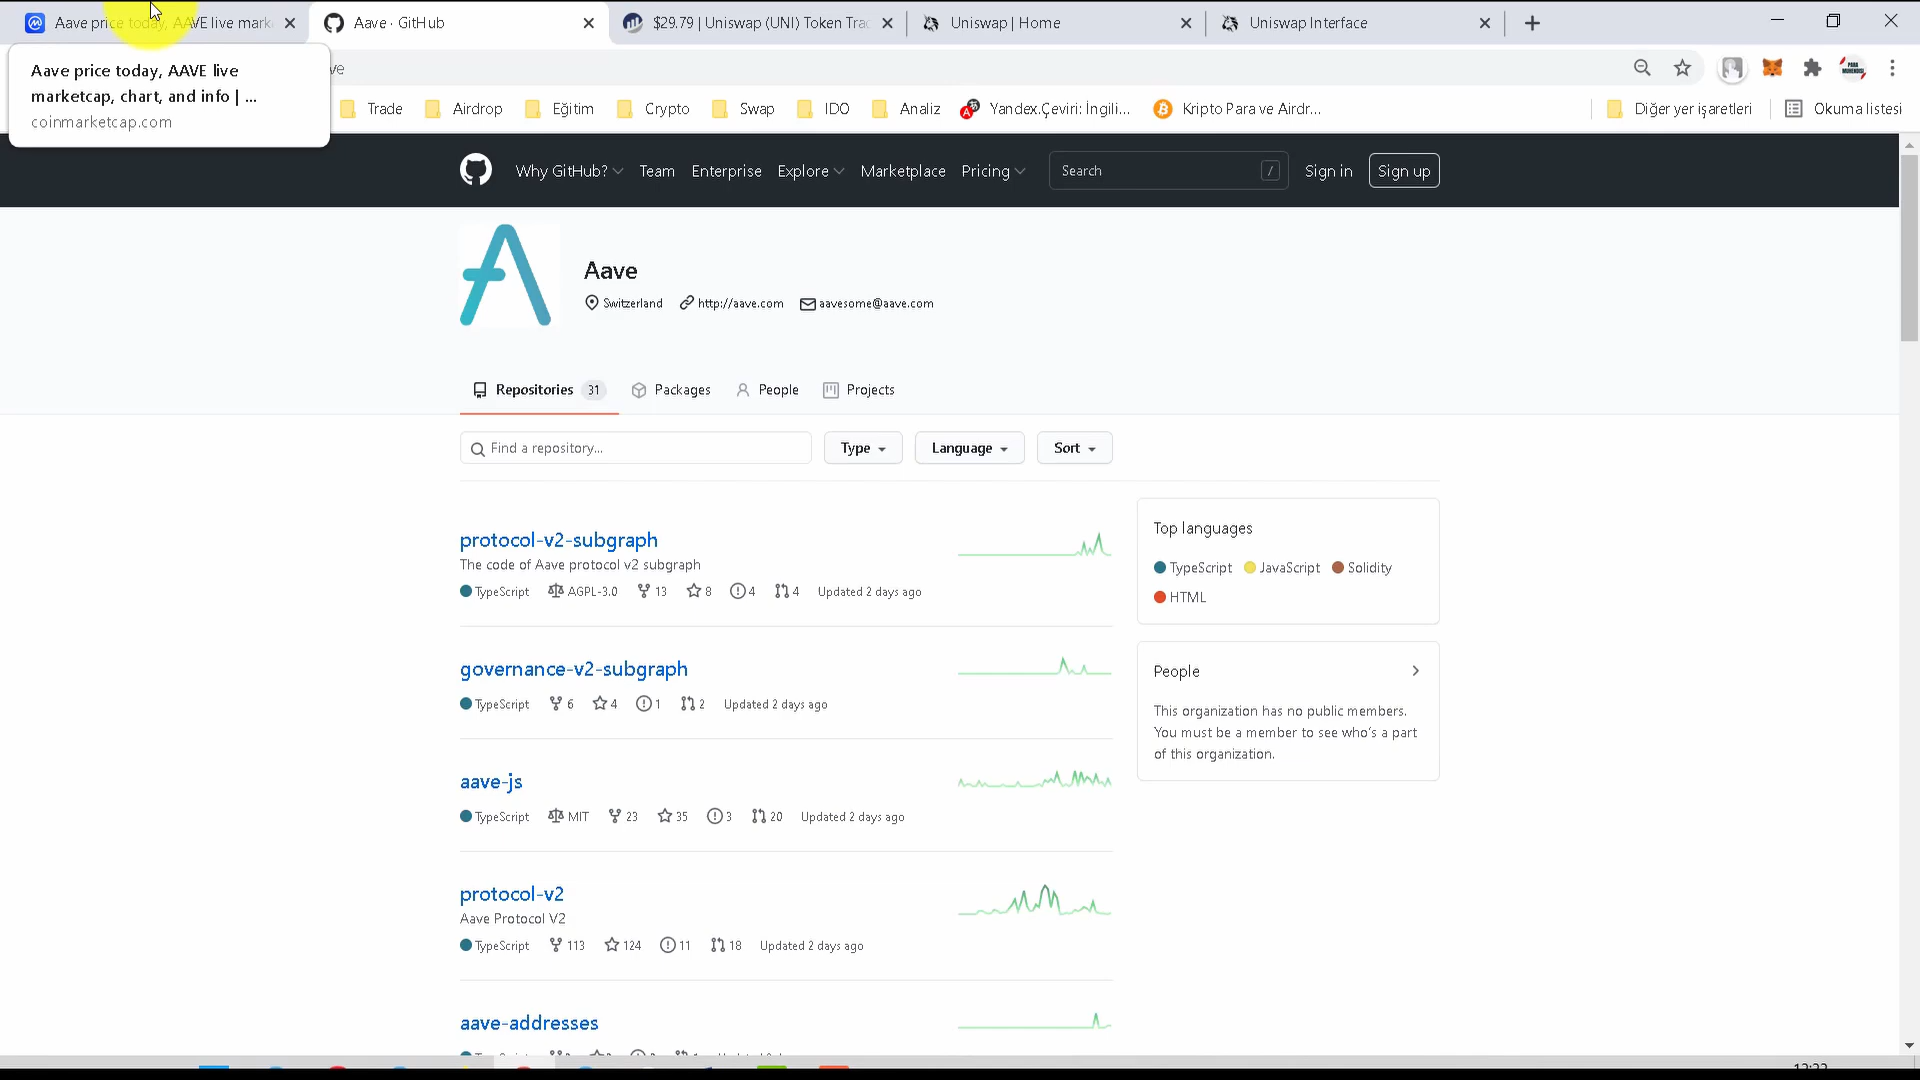 Aave price today, AAVE live mark
Aave · GitHub
$29.79 | Uniswap (UNI) Token Tra
Uniswap | Home
Uniswap Interface
Aave price today, AAVE live
marketcap, chart, and info | ...
coinmarketcap.com
ve
Trade
Airdrop
Eğitim
Crypto
Swap
IDO
Analiz
Yandex.Çeviri: İngili...
Kripto Para ve Airdr...
Diğer yer işaretleri
Okuma listesi
Why GitHub?
Team
Enterprise
Explore
Marketplace
Pricing
Search
/
Sign in
Sign up
Aave
Switzerland
http://aave.com
aavesome@aave.com
Repositories 31
Packages
People
Projects
Find a repository...
Type
Language
Sort
protocol-v2-subgraph
The code of Aave protocol v2 subgraph
TypeScript AGPL-3.0 13 8 4 4 Updated 2 days ago
governance-v2-subgraph
TypeScript 6 4 1 2 Updated 2 days ago
aave-js
TypeScript MIT 23 35 3 20 Updated 2 days ago
protocol-v2
Aave Protocol V2
TypeScript 113 124 11 18 Updated 2 days ago
aave-addresses
Top languages
TypeScript JavaScript Solidity
HTML
People
This organization has no public members.
You must be a member to see who's a part
of this organization.